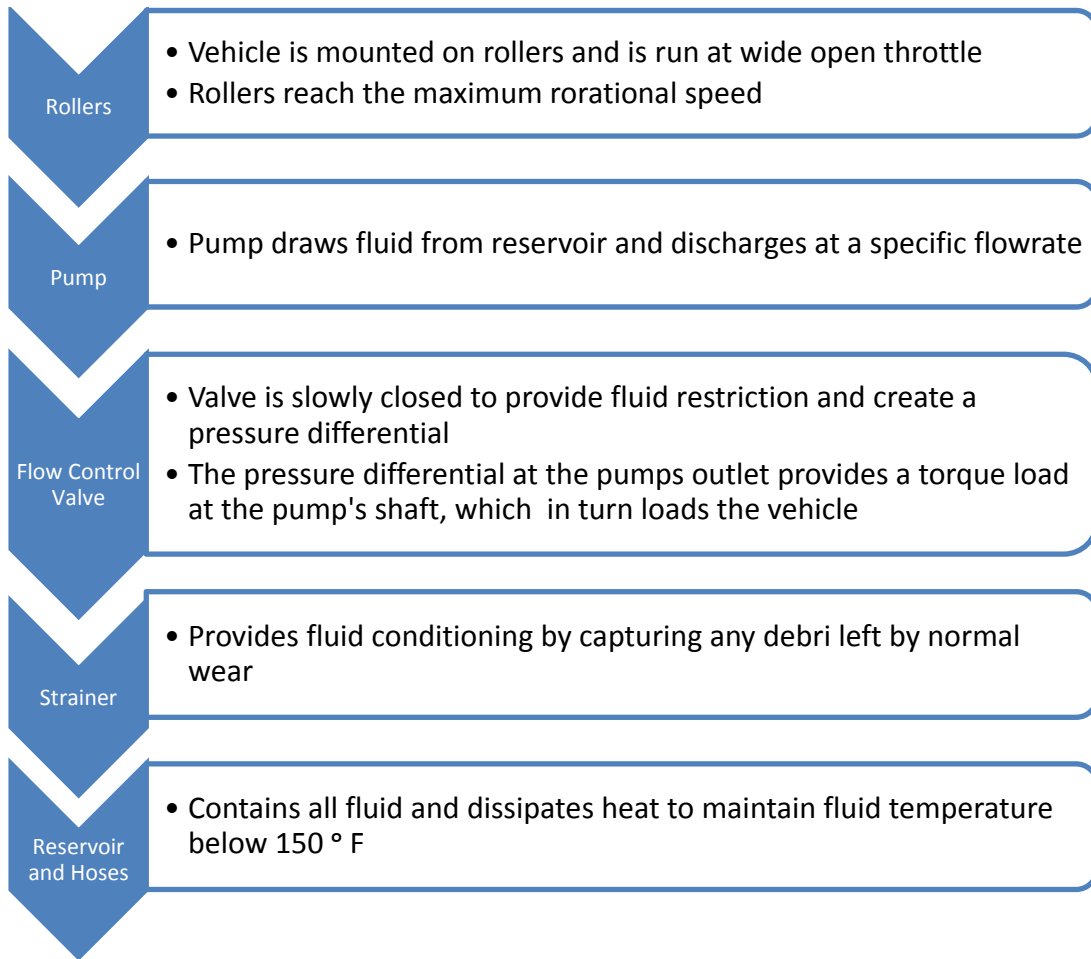 Rollers
• Vehicle is mounted on rollers and is run at wide open throttle
• Rollers reach the maximum rorational speed
Pump
• Pump draws fluid from reservoir and discharges at a specific flowrate
Flow Control
Valve
• Valve is slowly closed to provide fluid restriction and create a
pressure differential
• The pressure differential at the pumps outlet provides a torque load
at the pump's shaft, which  in turn loads the vehicle
Strainer
• Provides fluid conditioning by capturing any debri left by normal
wear
Reservoir
and Hoses
• Contains all fluid and dissipates heat to maintain fluid temperature
below 150 ° F